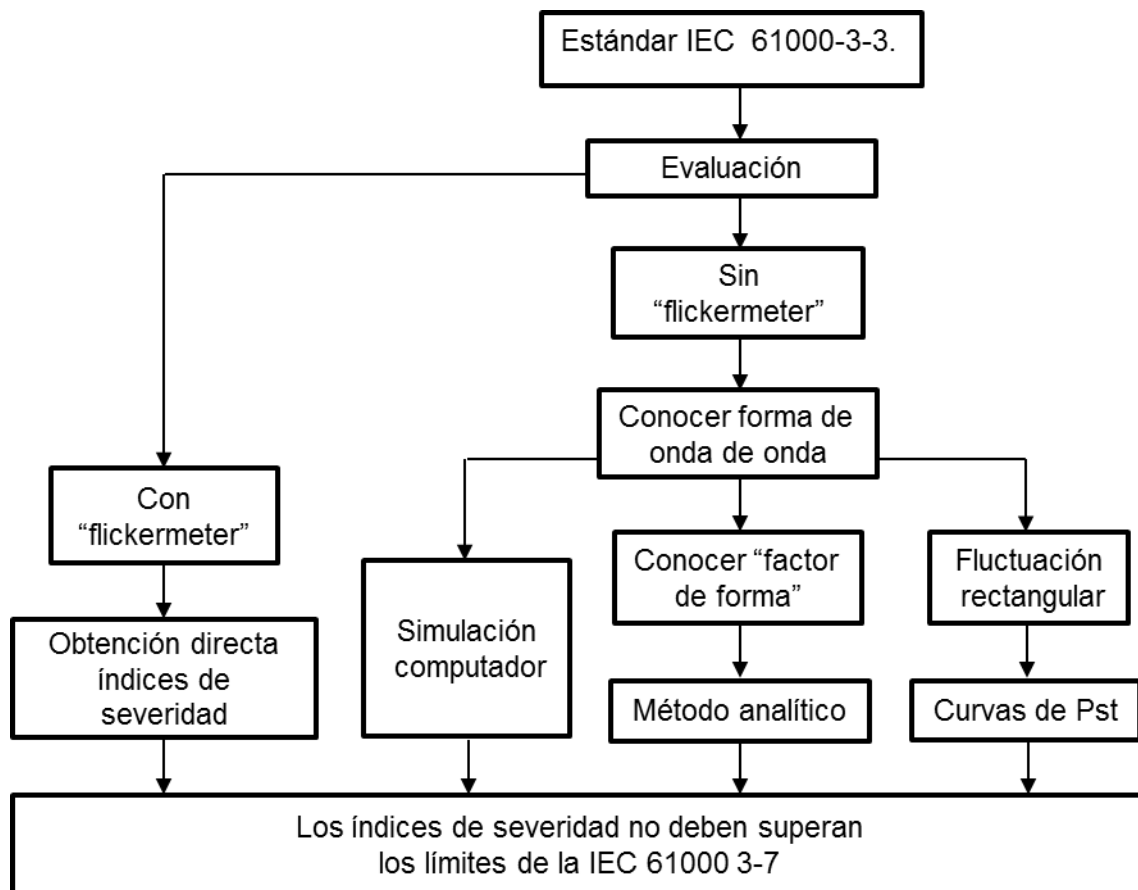 Estándar IEC 61000-3-3.
Evaluación
Sin
“flickermeter”
Conocer forma de
onda de onda
Con
“flickermeter”
Simulación
computador
Conocer “factor
de forma”
Fluctuación
rectangular
Obtención directa
índices de
severidad
Método analítico
Curvas de Pst
Los índices de severidad no deben superan
los límites de la IEC 61000 3-7